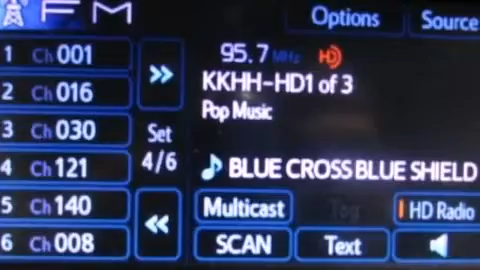 FM
Options
Source
1 Ch 001
2 Ch 016
3 Ch 030
4 Ch 121
5 Ch 140
6 Ch 008
>>
Set
4/6
<<
95.7 MHz HD
KKHH-HD1 of 3
Pop Music
BLUE CROSS BLUE SHIELD
Multicast
Tag
HD Radio
SCAN
Text